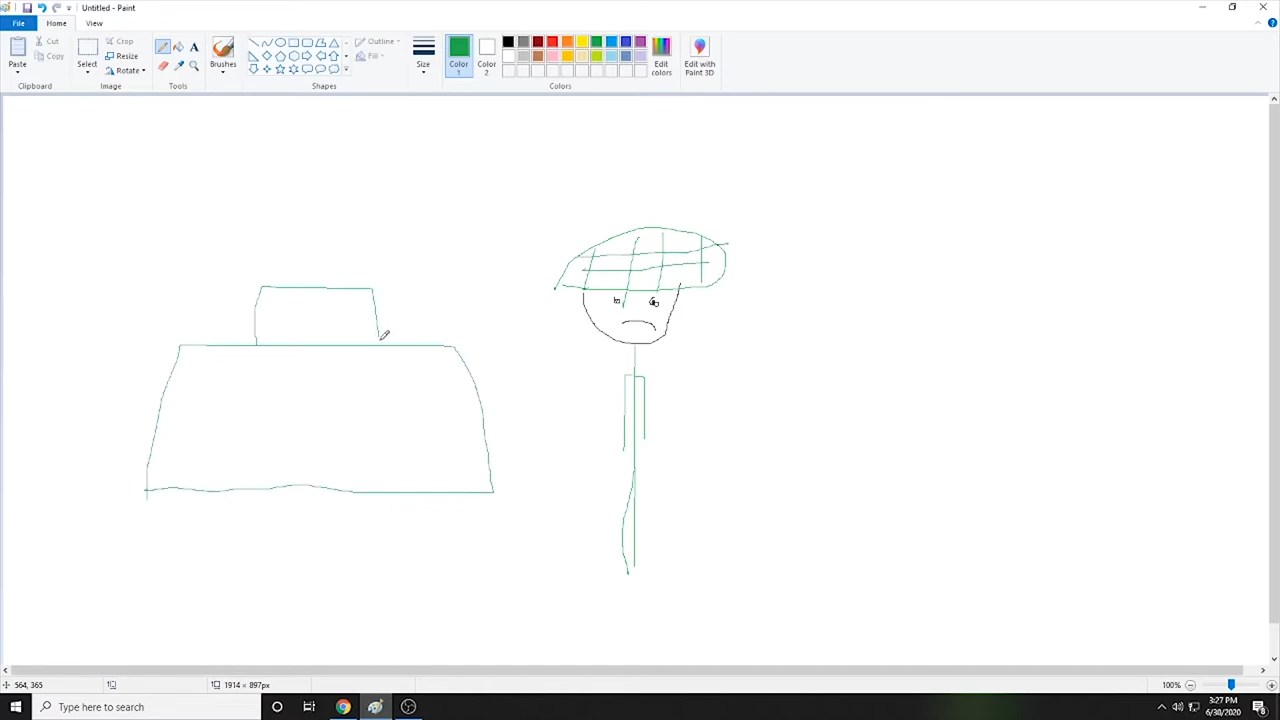 Untitled - Paint
File
Home
View
Paste
Cut
Copy
Clipboard
Select
Crop
Resize
Rotate
Image
A
Tools
Brushes
Outline
Fill
Shapes
Size
Color 1
Color 2
Edit colors
Edit with Paint 3D
Colors
564, 365
1914 × 897px
100%
Type here to search
3:27 PM
6/30/2020